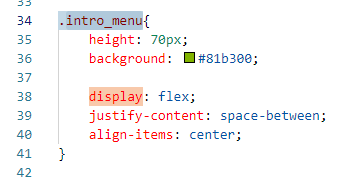 33
34 .intro_menu{
35 height: 70px;
36 background: #81b300;
37
38 display: flex;
39 justify-content: space-between;
40 align-items: center;
41 }
42